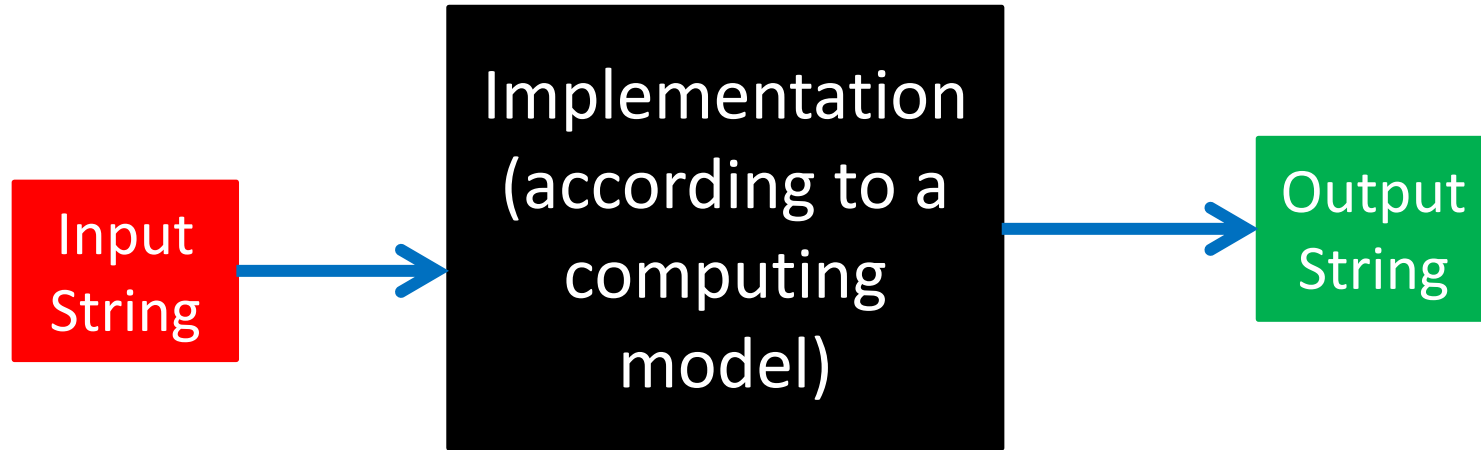 Input
String
Implementation
(according to a
computing
model)
Output
String